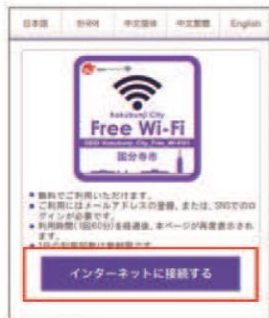 日本語 한국어 中文简体 中文繁體 English
Kokubunji City
Free Wi-Fi
国分寺市
無料でご利用いただけます。
ご利用にはメールアドレスの登録、または、SNSでのロ
グインが必要です。
利用時間(1回60分)を経過後、本ページが再度表示され
ます。
インターネットに接続する